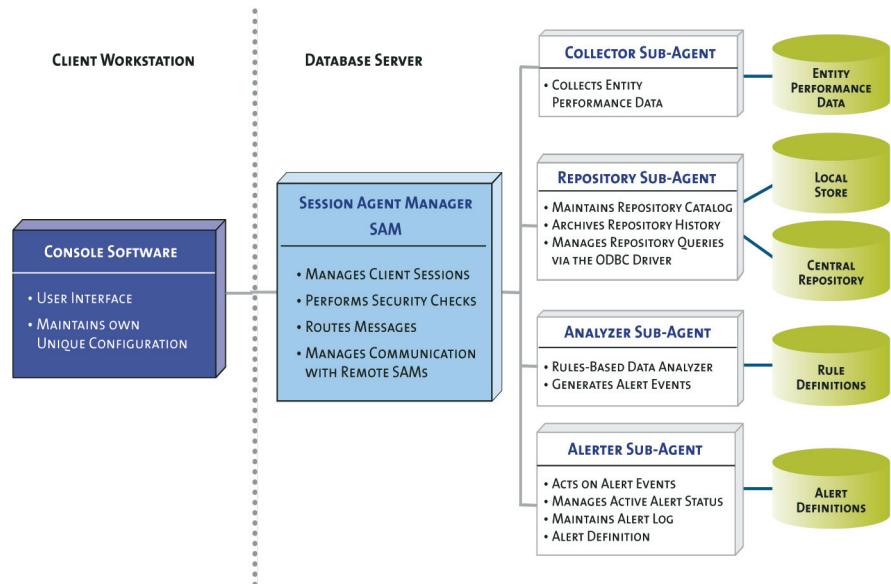 CLIENT WORKSTATION
DATABASE SERVER
CONSOLE SOFTWARE
• USER INTERFACE
• MAINTAINS OWN
UNIQUE CONFIGURATION
SESSION AGENT MANAGER
SAM
• MANAGES CLIENT SESSIONS
• PERFORMS SECURITY CHECKS
• ROUTES MESSAGES
• MANAGES COMMUNICATION
WITH REMOTE SAMS
COLLECTOR SUB-AGENT
• COLLECTS ENTITY
PERFORMANCE DATA
ENTITY
PERFORMANCE
DATA
REPOSITORY SUB-AGENT
• MAINTAINS REPOSITORY CATALOG
• ARCHIVES REPOSITORY HISTORY
• MANAGES REPOSITORY QUERIES
VIA THE ODBC DRIVER
LOCAL
STORE
CENTRAL
REPOSITORY
ANALYZER SUB-AGENT
• RULES-BASED DATA ANALYZER
• GENERATES ALERT EVENTS
RULE
DEFINITIONS
ALERTER SUB-AGENT
• ACTS ON ALERT EVENTS
• MANAGES ACTIVE ALERT STATUS
• MAINTAINS ALERT LOG
• ALERT DEFINITION
ALERT
DEFINITIONS